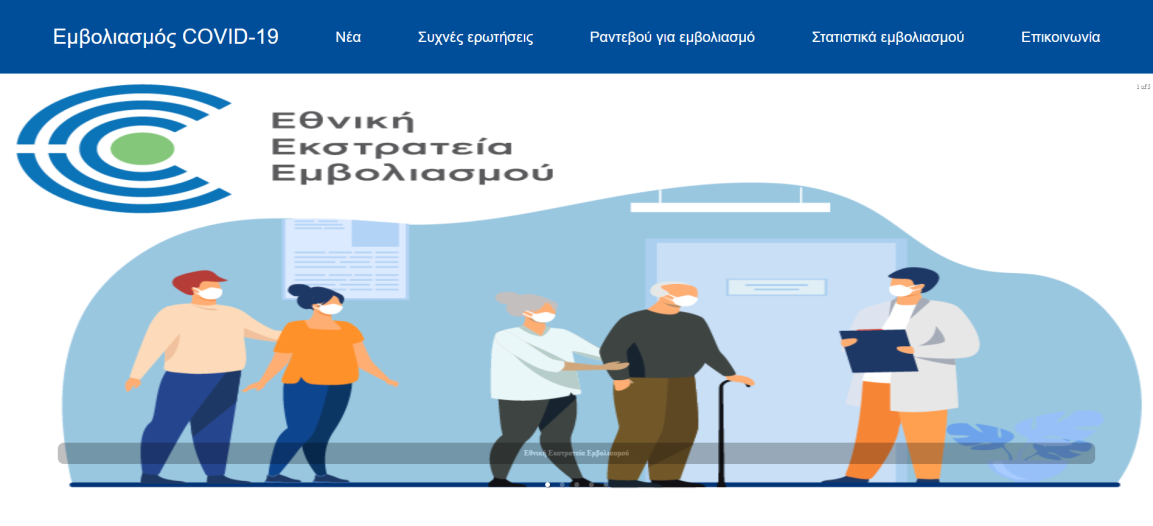 Εμβολιασμός COVID-19 Νέα Συχνές ερωτήσεις Ραντεβού για εμβολιασμό Στατιστικά εμβολιασμού Επικοινωνία
1 of 5
Εθνική
Εκστρατεία
Εμβολιασμού
Εθνική Εκστρατεία Εμβολιασμού